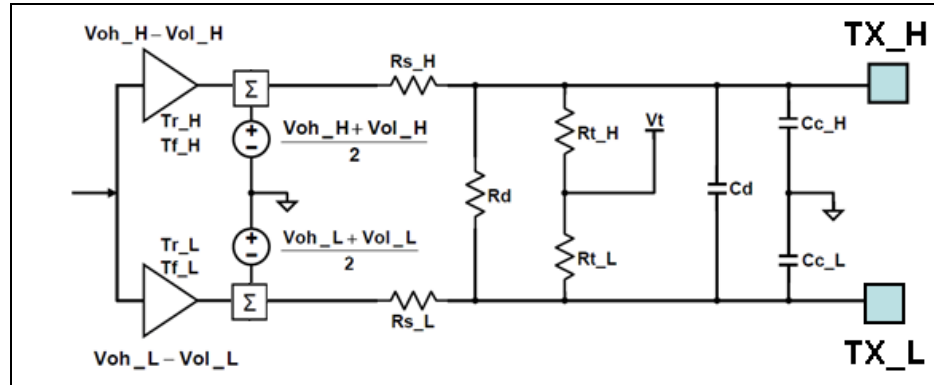 Voh_H–Vol_H
TX_H
Rs_H
Σ
Tr_H
Tf_H
Voh_H+Vol_H
2
Rt_H
Vt
Cc_H
Rd
Cd
Tr_L
Tf_L
Voh_L+Vol_L
2
Rt_L
Cc_L
Σ
Rs_L
TX_L
Voh_L–Vol_L